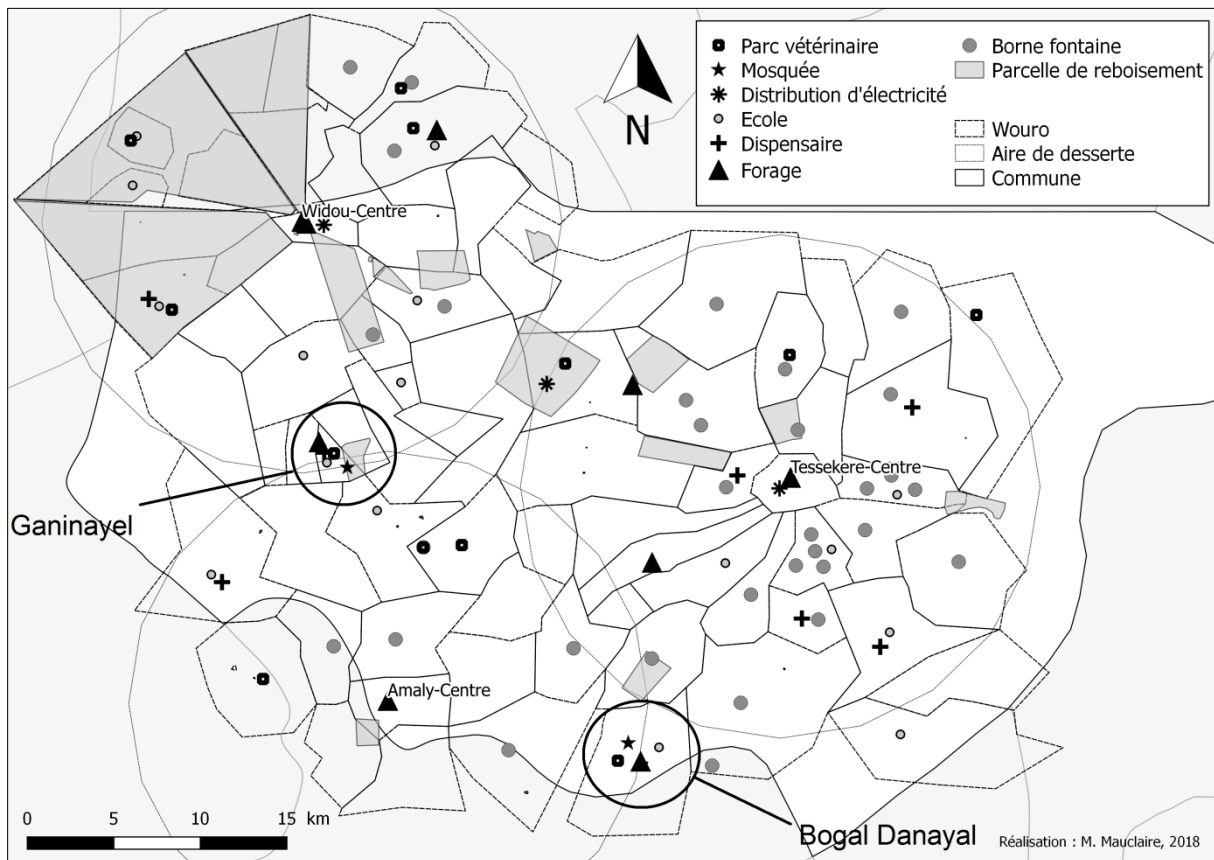 Parc vétérinaire
Mosquée
Distribution d'électricité
Ecole
Dispensaire
Forage
Borne fontaine
Parcelle de reboisement
Wouro
Aire de desserte
Commune
N
Widou-Centre
Tessekere-Centre
Ganinayel
Amaly-Centre
Bogal Danayal
0 5 10 15 km
Réalisation : M. Mauclaire, 2018